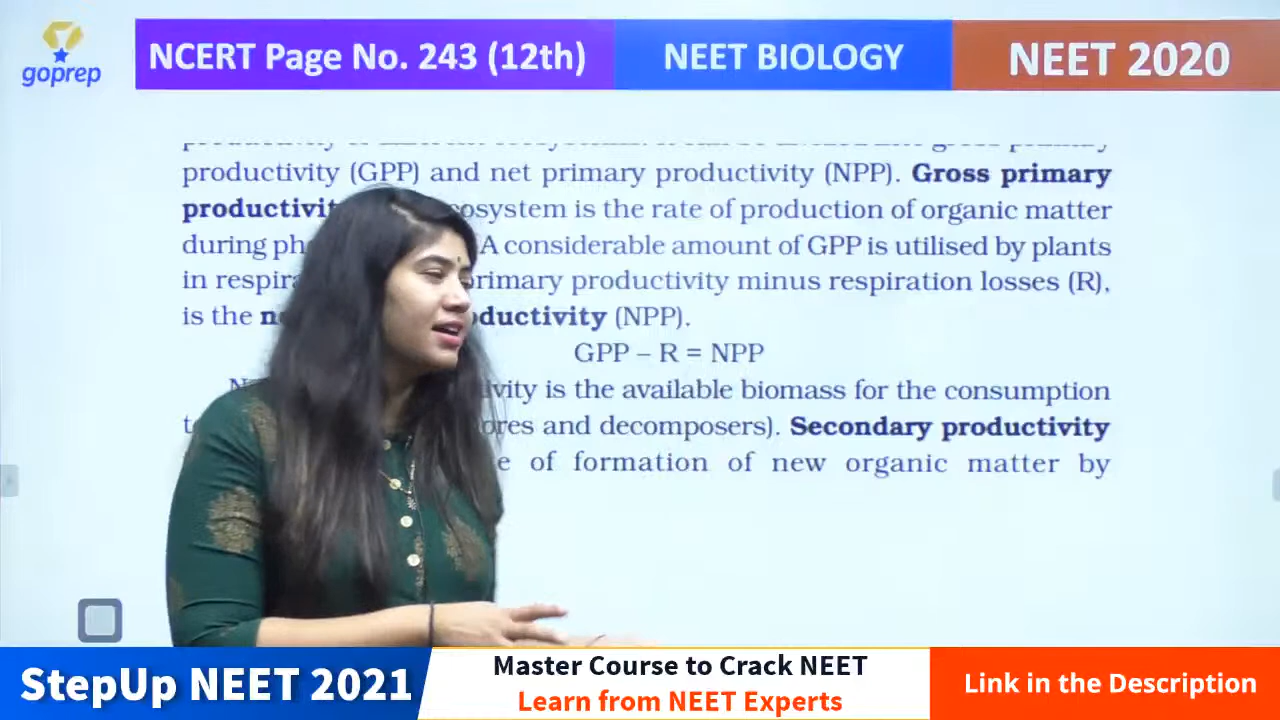 goprep
NCERT Page No. 243 (12th)
NEET BIOLOGY
NEET 2020
productivity (GPP) and net primary productivity (NPP). Gross primary
productivit cosystem is the rate of production of organic matter
during ph A considerable amount of GPP is utilised by plants
in respira primary productivity minus respiration losses (R),
is the ductivity (NPP).
GPP – R = NPP
ivity is the available biomass for the consumption
ores and decomposers). Secondary productivity
e of formation of new organic matter by
StepUp NEET 2021
Master Course to Crack NEET
Learn from NEET Experts
Link in the Description